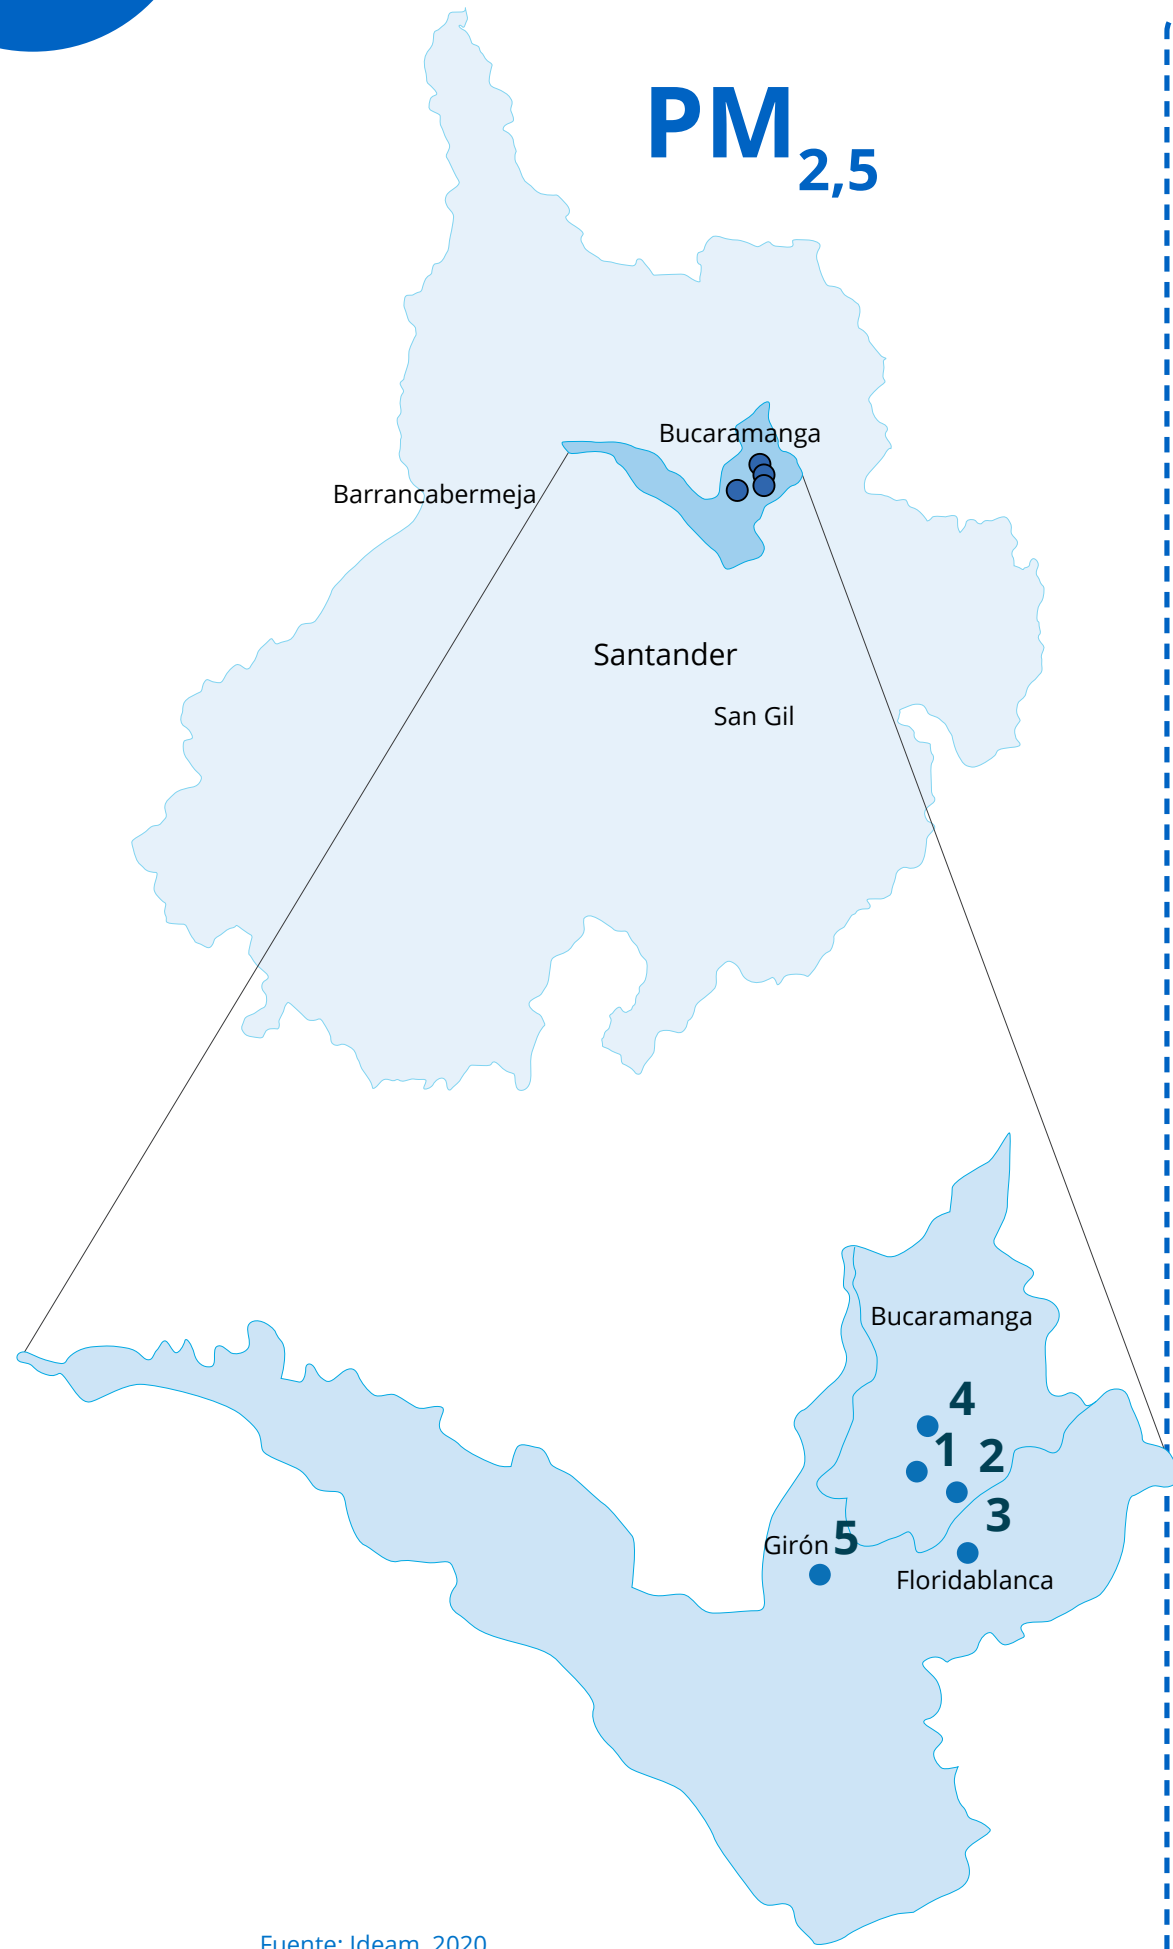 PM2,5
Bucaramanga
Barrancabermeja
Santander
San Gil
Bucaramanga
4
1
2
3
Girón 5
Floridablanca
Fuente: Ideam, 2020